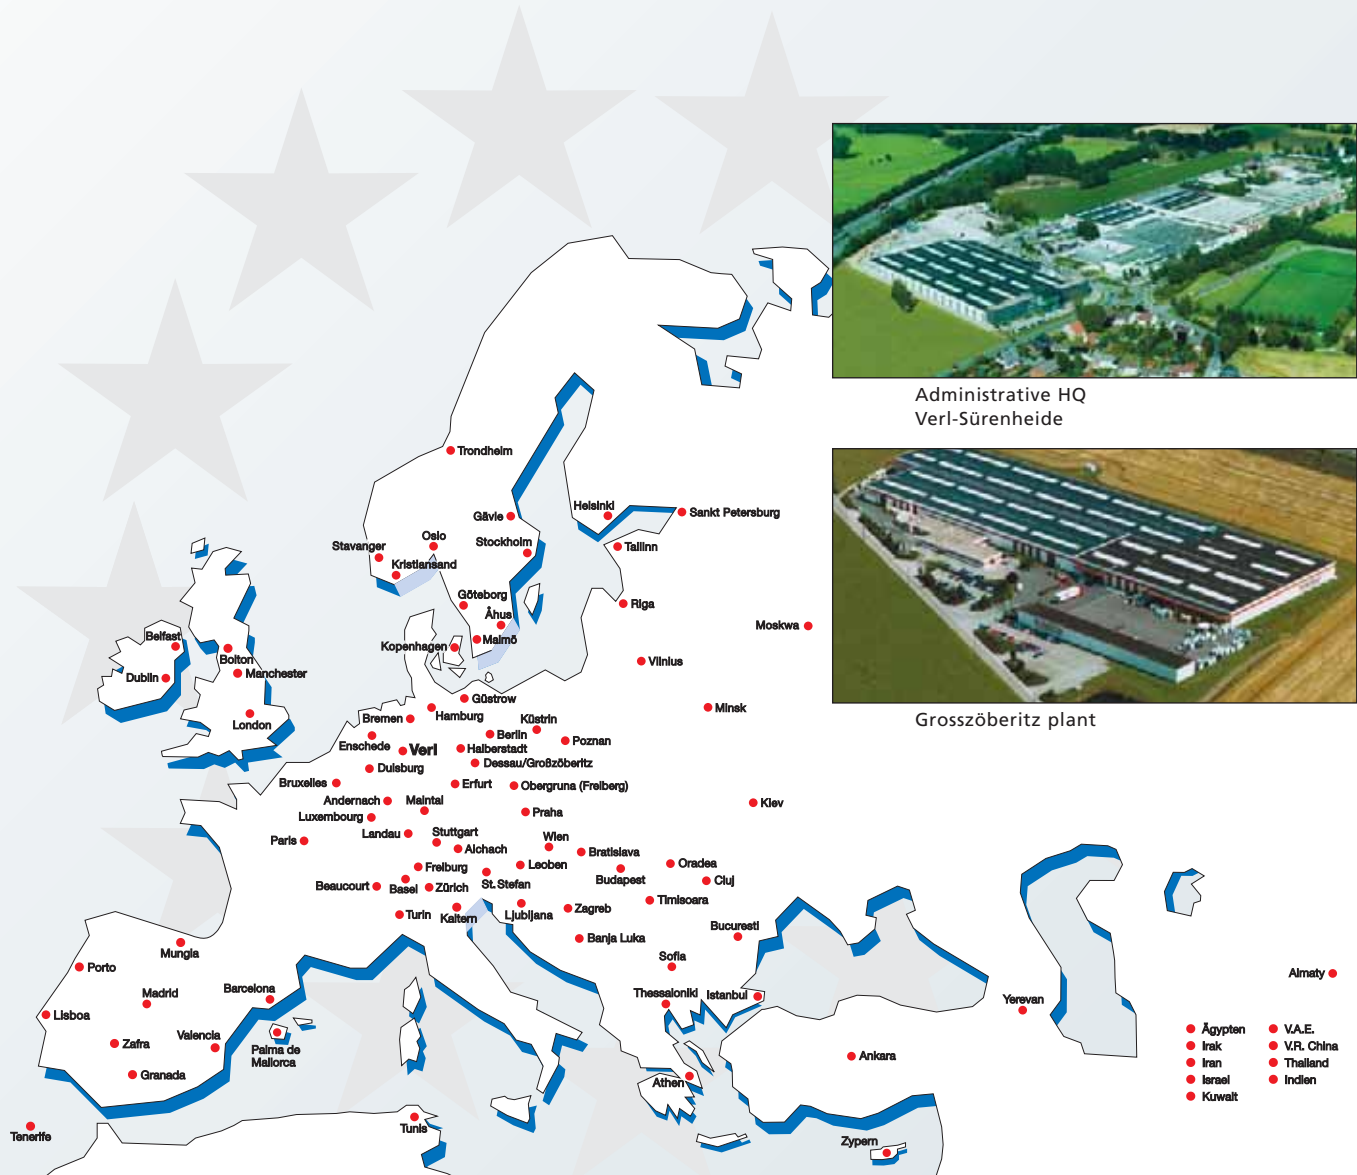 Administrative HQ
Verl-Sürenheide
Grosszöberitz plant
Trondheim
Gävle
Helsinki
Sankt Petersburg
Oslo
Stockholm
Stavanger
Tallinn
Kristiansand
Göteborg
Riga
Åhus
Moskwa
Belfast
Malmö
Kopenhagen
Bolton
Vilnius
Manchester
Dublin
Güstrow
Minsk
London
Bremen
Hamburg
Küstrin
Berlin
Enschede
Verl
Poznan
Halberstadt
Dessau/Großzöberitz
Duisburg
Bruxelles
Erfurt
Obergruna (Freiberg)
Andernach
Maintal
Kiev
Luxembourg
Praha
Landau
Stuttgart
Paris
Wien
Aichach
Bratislava
Freiburg
Leoben
Oradea
Beaucourt
Basel
Zürich
St. Stefan
Budapest
Cluj
Timisoara
Turin
Kaltern
Ljubljana
Zagreb
Bucuresti
Banja Luka
Mungia
Sofia
Porto
Almaty
Barcelona
Madrid
Thessaloniki
Istanbul
Yerevan
Lisboa
Valencia
Zafra
Palma de
Mallorca
Ankara
Granada
Athen
Tenerife
Tunis
Zypern
Ägypten
Irak
Iran
Israel
Kuwait
V.A.E.
V.R. China
Thailand
Indien